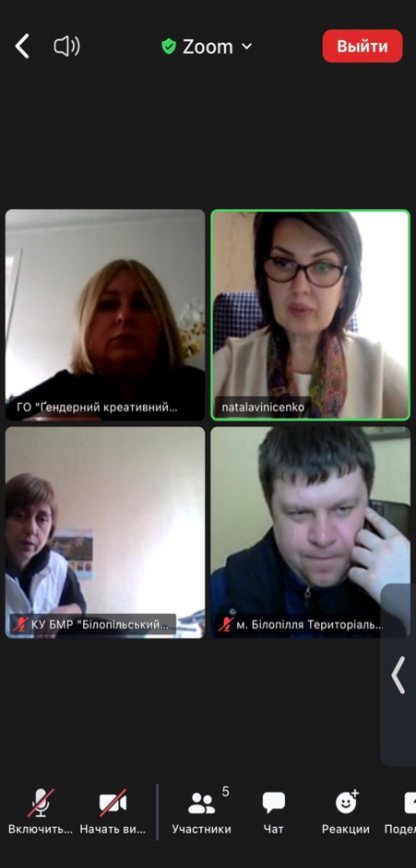 Zoom
Выйти
ГО "Ґендерний креативний...
natalavinicenko
КУ БМР "Білопільський...
м. Білопілля Територіаль...
5
Включить...
Начать ви...
Участники
Чат
Реакции
Подел